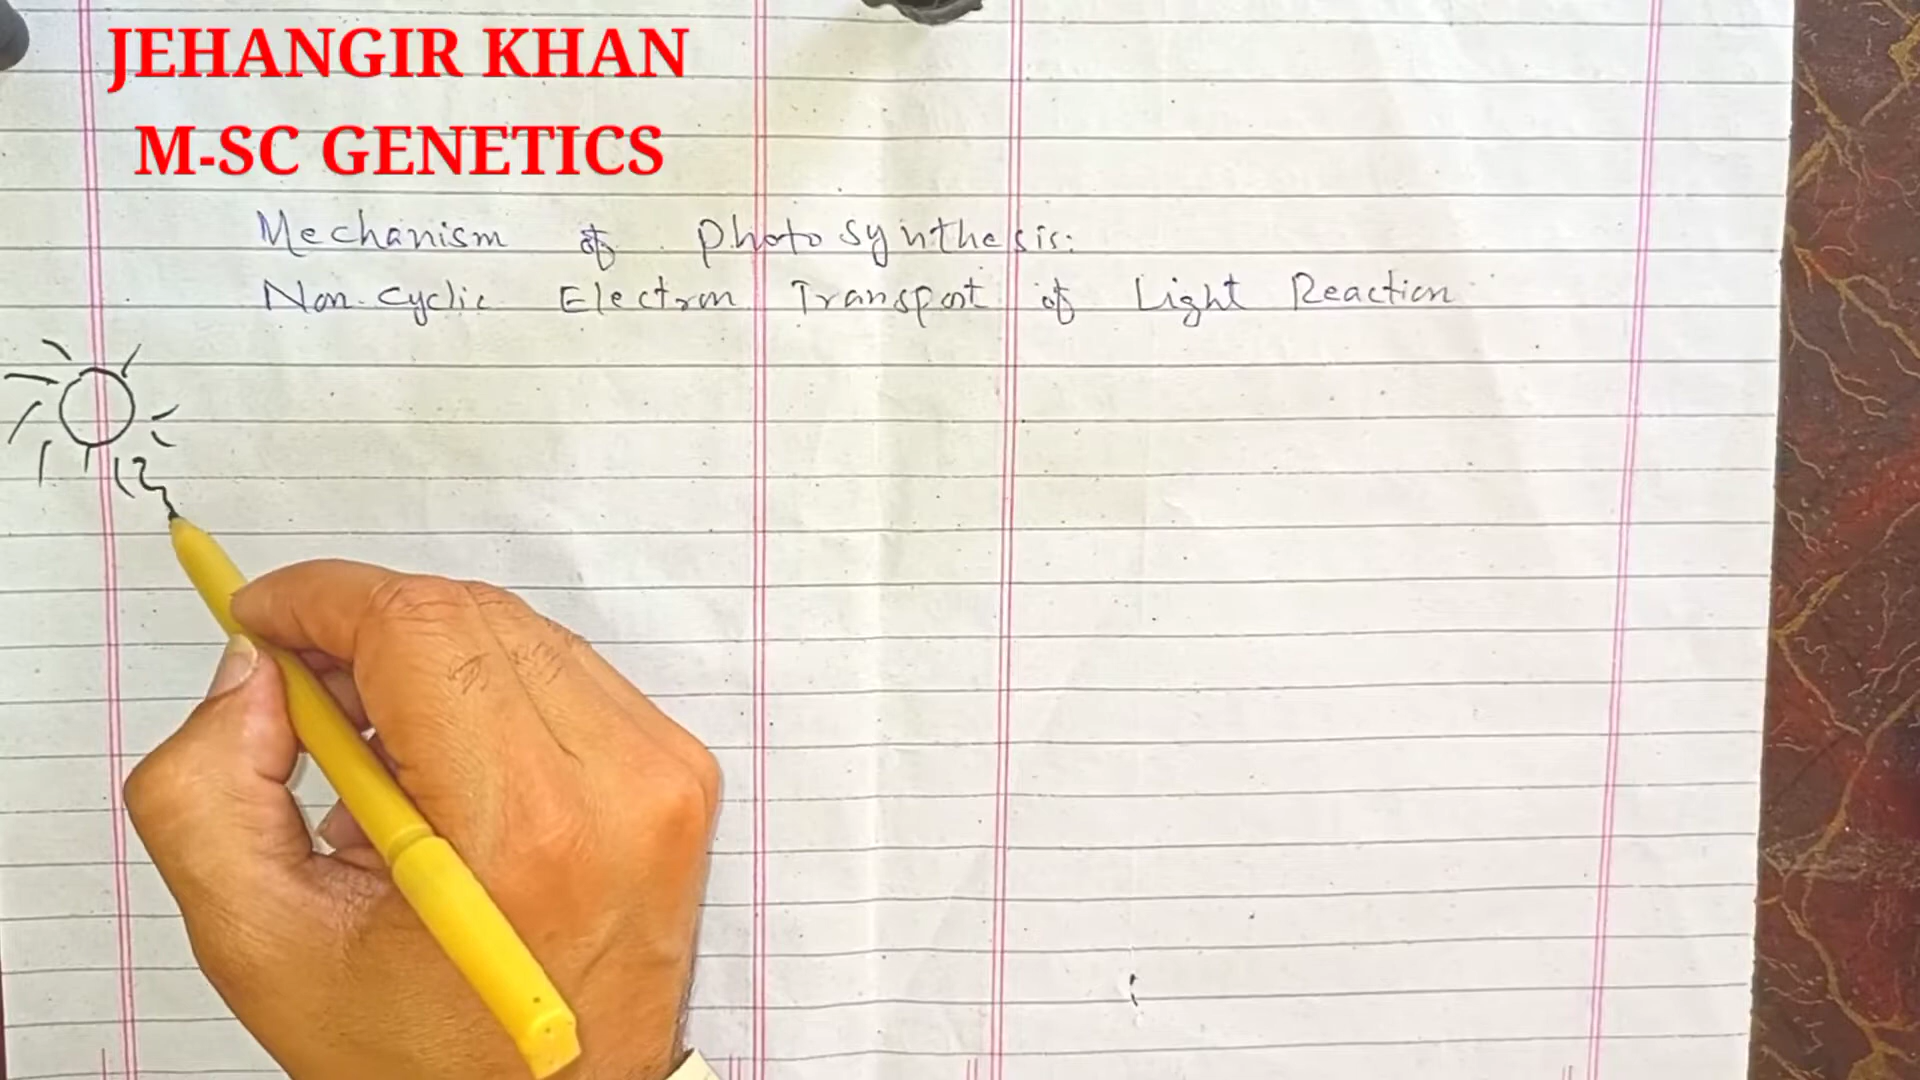 JEHANGIR KHAN
M-SC GENETICS
Mechanism of photosynthesis:
Non-cyclic Electron Transport of Light Reaction